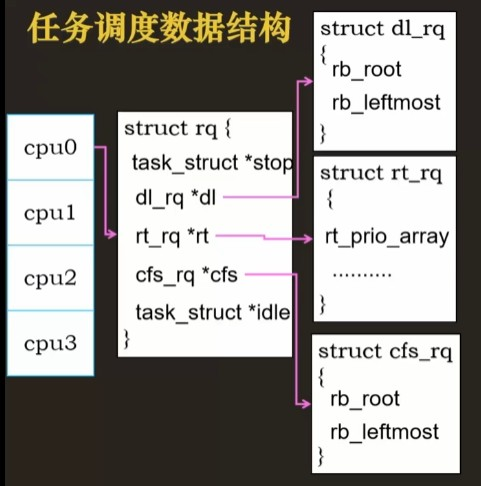 任务调度数据结构
cpu0
cpu1
cpu2
cpu3
struct rq {
task_struct *stop
dl_rq *dl
rt_rq *rt
cfs_rq *cfs
task_struct *idle
}
struct dl_rq
{
rb_root
rb_leftmost
}
struct rt_rq
{
rt_prio_array
..........
}
struct cfs_rq
{
rb_root
rb_leftmost
}